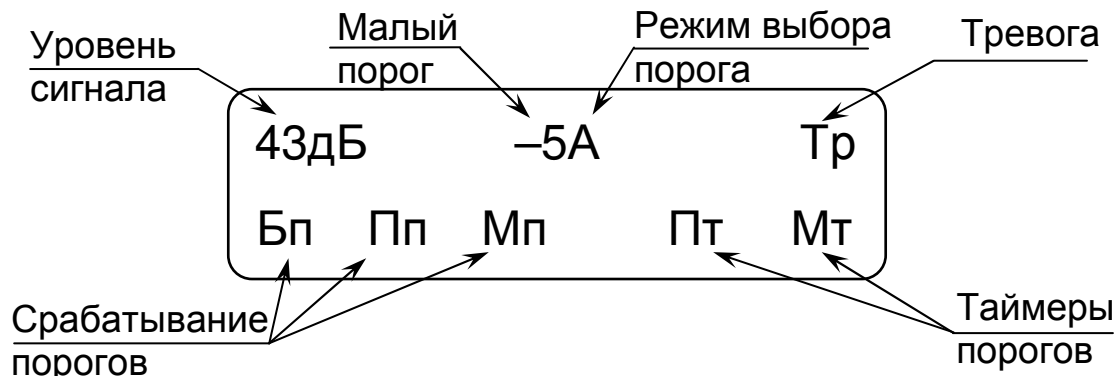 Уровень
сигнала
Малый
порог
Режим выбора
порога
Тревога
43дБ –5А Тр
Бп Пп Мп Пт Мт
Срабатывание
порогов
Таймеры
порогов